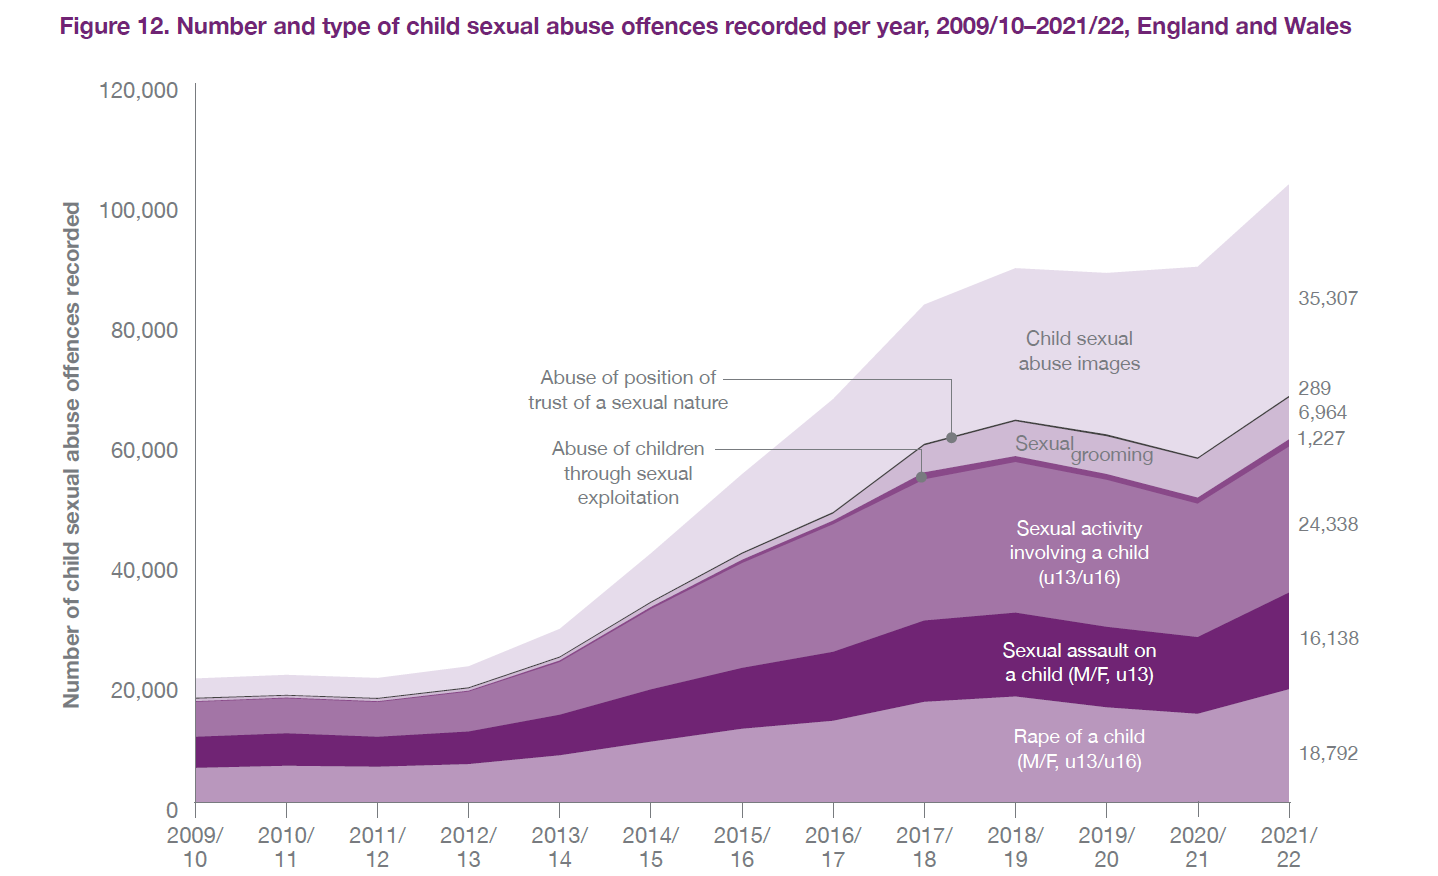 Figure 12. Number and type of child sexual abuse offences recorded per year, 2009/10–2021/22, England and Wales
Number of child sexual abuse offences recorded
120,000
100,000
80,000
60,000
40,000
20,000
0
Abuse of position of
trust of a sexual nature
Abuse of children
through sexual
exploitation
Child sexual
abuse images
Sexual
grooming
Sexual activity
involving a child
(u13/u16)
Sexual assault on
a child (M/F, u13)
Rape of a child
(M/F, u13/u16)
35,307
289
6,964
1,227
24,338
16,138
18,792
2009/ 2010/ 2011/ 2012/ 2013/ 2014/ 2015/ 2016/ 2017/ 2018/ 2019/ 2020/ 2021/
10 11 12 13 14 15 16 17 18 19 20 21 22